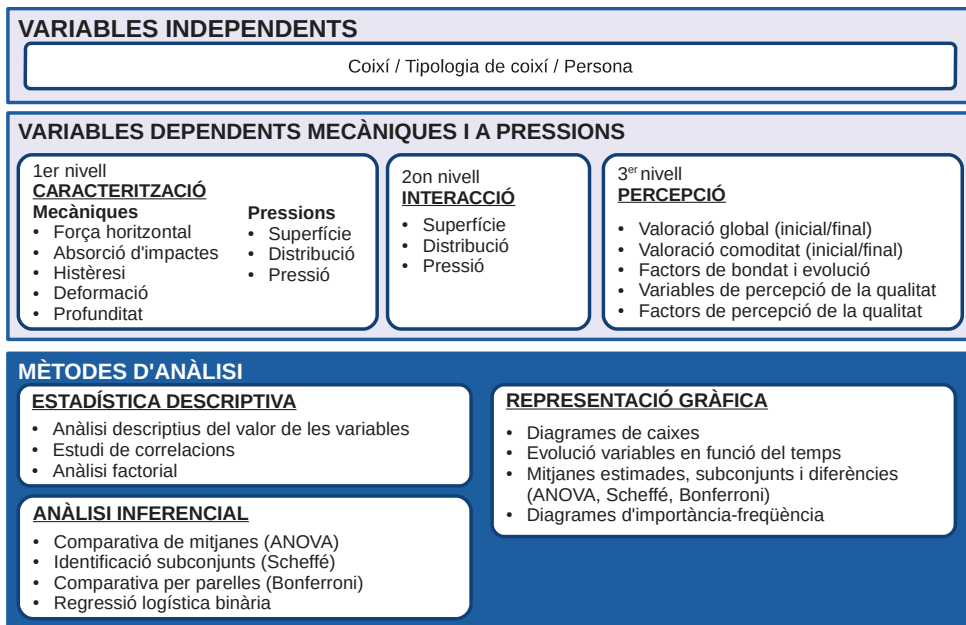 VARIABLES INDEPENDENTS
Coixí / Tipologia de coixí / Persona
VARIABLES DEPENDENTS MECÀNIQUES I A PRESSIONS
1er nivell
CARACTERITZACIÓ
Mecàniques
• Força horitzontal
• Absorció d'impactes
• Histèresi
• Deformació
• Profunditat
Pressions
• Superfície
• Distribució
• Pressió
2on nivell
INTERACCIÓ
• Superfície
• Distribució
• Pressió
3er nivell
PERCEPCIÓ
• Valoració global (inicial/final)
• Valoració comoditat (inicial/final)
• Factors de bondat i evolució
• Variables de percepció de la qualitat
• Factors de percepció de la qualitat
MÈTODES D'ANÀLISI
ESTADÍSTICA DESCRIPTIVA
• Anàlisi descriptius del valor de les variables
• Estudi de correlacions
• Anàlisi factorial
ANÀLISI INFERENCIAL
• Comparativa de mitjanes (ANOVA)
• Identificació subconjunts (Scheffé)
• Comparativa per parelles (Bonferroni)
• Regressió logística binària
REPRESENTACIÓ GRÀFICA
• Diagrames de caixes
• Evolució variables en funció del temps
• Mitjanes estimades, subconjunts i diferències
(ANOVA, Scheffé, Bonferroni)
• Diagrames d'importància-freqüència